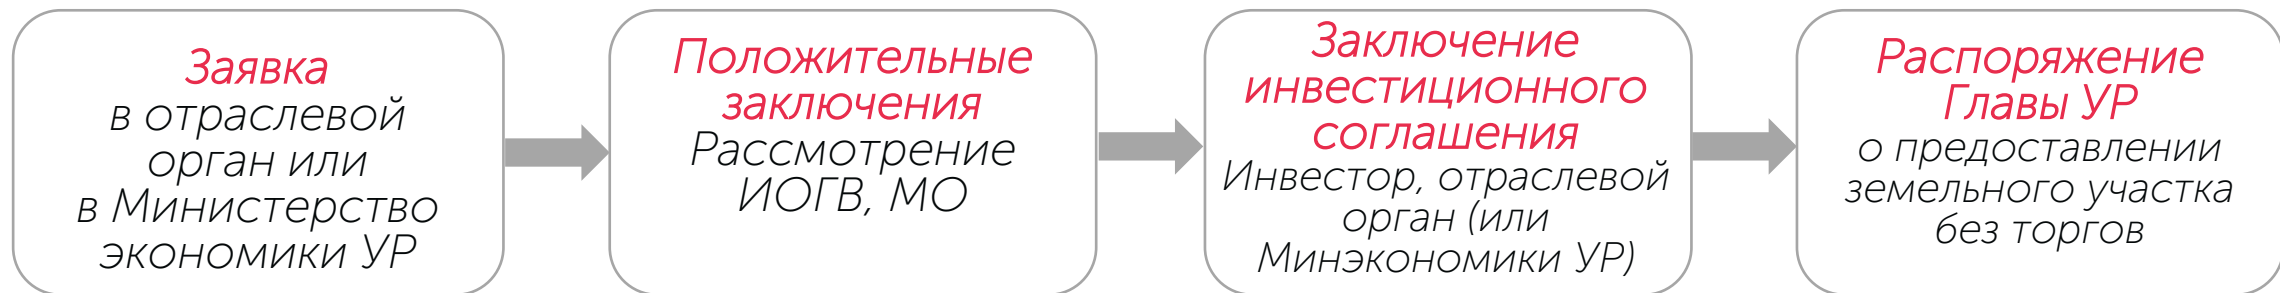 Заявка
в отраслевой
орган или
в Министерство
экономики УР
Положительные
заключения
Рассмотрение
ИОГВ, МО
Заключение
инвестиционного
соглашения
Инвестор, отраслевой
орган (или
Минэкономики УР)
Распоряжение
Главы УР
о предоставлении
земельного участка
без торгов